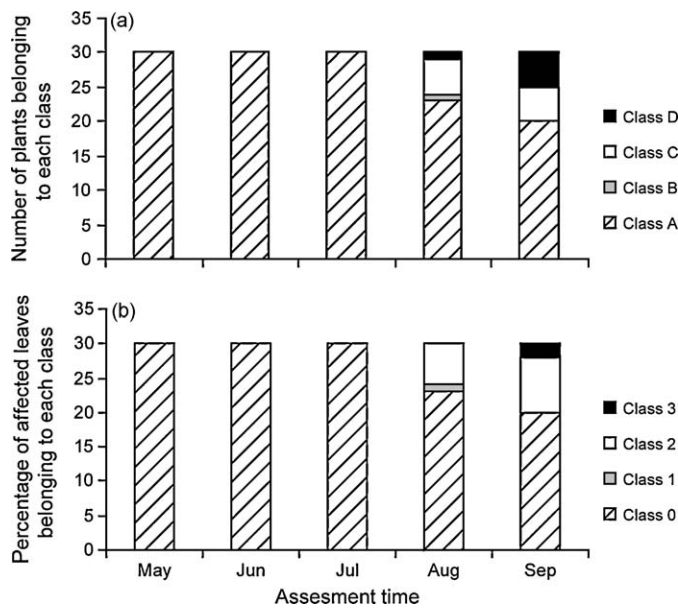 (a)
Number of plants belonging
to each class
35
30
25
20
15
10
5
0
Class D
Class C
Class B
Class A
(b)
Percentage of affected leaves
belonging to each class
35
30
25
20
15
10
5
0
Class 3
Class 2
Class 1
Class 0
May Jun Jul Aug Sep
Assesment time